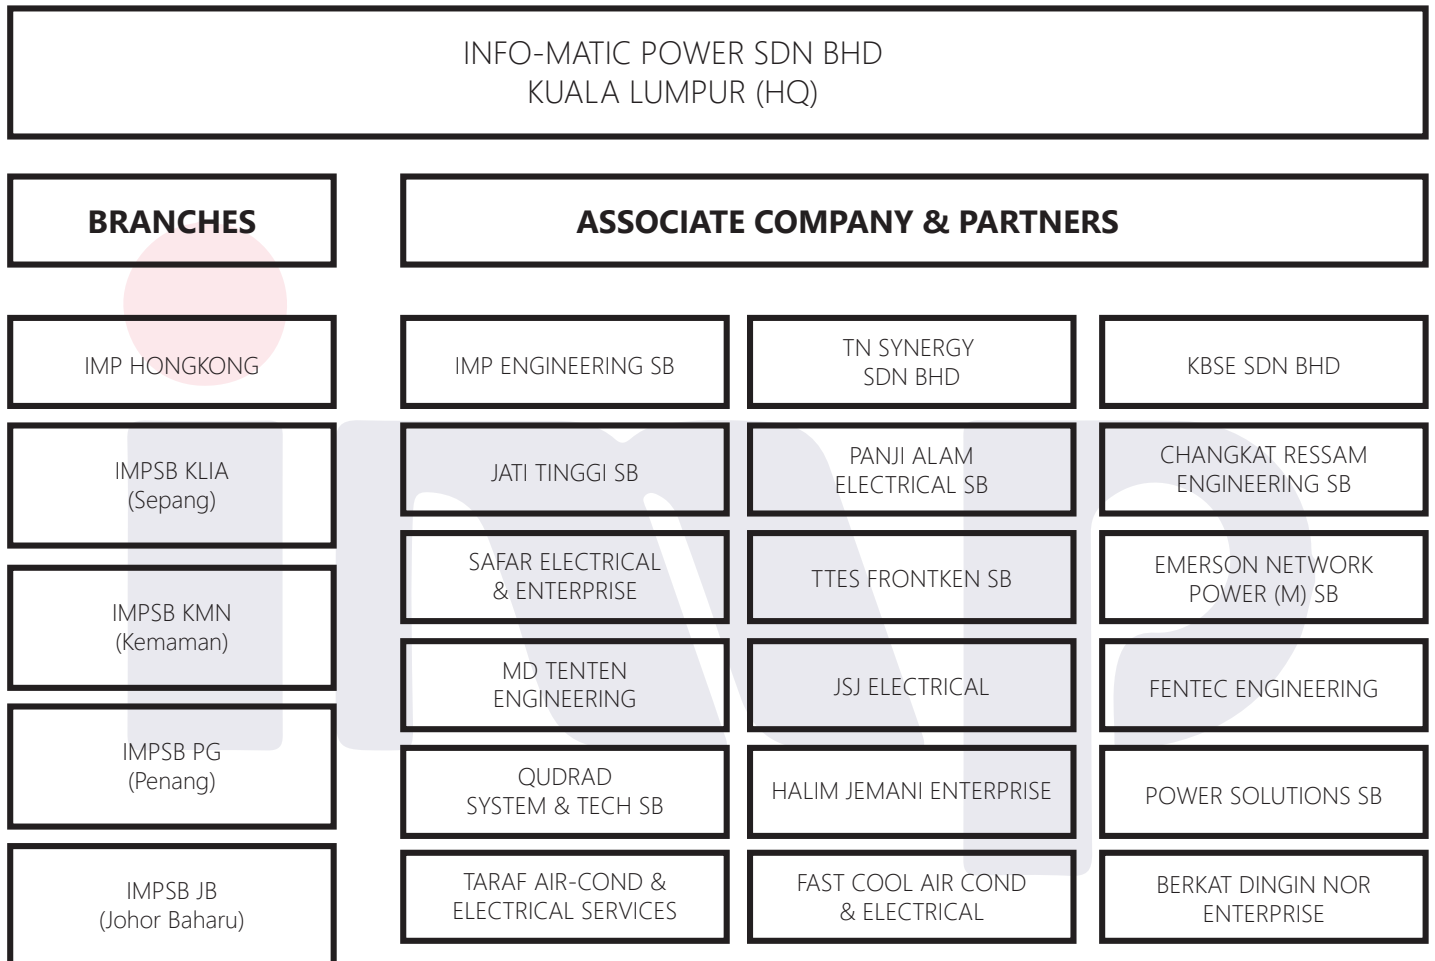 INFO-MATIC POWER SDN BHD
KUALA LUMPUR (HQ)
BRANCHES
ASSOCIATE COMPANY & PARTNERS
IMP HONGKONG
IMPSB KLIA
(Sepang)
IMPSB KMN
(Kemaman)
IMPSB PG
(Penang)
IMPSB JB
(Johor Baharu)
IMP ENGINEERING SB
TN SYNERGY
SDN BHD
KBSE SDN BHD
JATI TINGGI SB
PANJI ALAM
ELECTRICAL SB
CHANGKAT RESSAM
ENGINEERING SB
SAFAR ELECTRICAL
& ENTERPRISE
TTES FRONTKEN SB
EMERSON NETWORK
POWER (M) SB
MD TENTEN
ENGINEERING
JSJ ELECTRICAL
FENTEC ENGINEERING
QUDRAD
SYSTEM & TECH SB
HALIM JEMANI ENTERPRISE
POWER SOLUTIONS SB
TARAF AIR-COND &
ELECTRICAL SERVICES
FAST COOL AIR COND
& ELECTRICAL
BERKAT DINGIN NOR
ENTERPRISE
imp